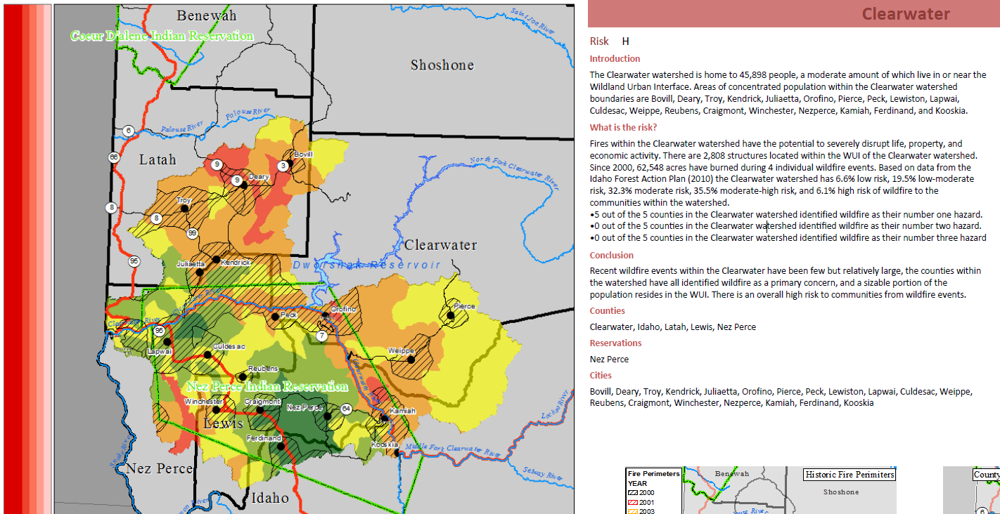 Benewah
Coeur D'alene Indian Reservation
Saint Joe River
Shoshone
Palouse River
Palouse River
6
66
Latah
Bovill
9
3
Deary
9
North Fork Clearwater River
Troy
8
8
99
Clearwater
95
Juliaetta
Kendrick
Dworshak Reservoir
Orofino
Pierce
Peck
Clearwater River
95
7
Lapwai
Culdesac
Weippe
Reubens
Nez Perce Indian Reservation
Winchester
Craigmont
Nez Perce
64
Kamiah
Lochsa River
Lewis
Ferdinand
Kooskia
Middle Fork Clearwater River
Snake River
Nez Perce
Selway River
Idaho
Clearwater
Risk H
Introduction
The Clearwater watershed is home to 45,898 people, a moderate amount of which live in or near the
Wildland Urban Interface. Areas of concentrated population within the Clearwater watershed
boundaries are Bovill, Deary, Troy, Kendrick, Juliaetta, Orofino, Pierce, Peck, Lewiston, Lapwai,
Culdesac, Weippe, Reubens, Craigmont, Winchester, Nezperce, Kamiah, Ferdinand, and Kooskia.
What is the risk?
Fires within the Clearwater watershed have the potential to severely disrupt life, property, and
economic activity. There are 2,808 structures located within the WUI of the Clearwater watershed.
Since 2000, 62,548 acres have burned during 4 individual wildfire events. Based on data from the
Idaho Forest Action Plan (2010) the Clearwater watershed has 6.6% low risk, 19.5% low-moderate
risk, 32.3% moderate risk, 35.5% moderate-high risk, and 6.1% high risk of wildfire to the
communities within the watershed.
•5 out of the 5 counties in the Clearwater watershed identified wildfire as their number one hazard.
•0 out of the 5 counties in the Clearwater watershed identified wildfire as their number two hazard.
•0 out of the 5 counties in the Clearwater watershed identified wildfire as their number three hazard
Conclusion
Recent wildfire events within the Clearwater have been few but relatively large, the counties within
the watershed have all identified wildfire as a primary concern, and a sizable portion of the
population resides in the WUI. There is an overall high risk to communities from wildfire events.
Counties
Clearwater, Idaho, Latah, Lewis, Nez Perce
Reservations
Nez Perce
Cities
Bovill, Deary, Troy, Kendrick, Juliaetta, Orofino, Pierce, Peck, Lewiston, Lapwai, Culdesac, Weippe,
Reubens, Craigmont, Winchester, Nezperce, Kamiah, Ferdinand, Kooskia
Fire Perimeters
YEAR
2000
2001
2003
Benewah
Historic Fire Perimiters
Shoshone
County
6